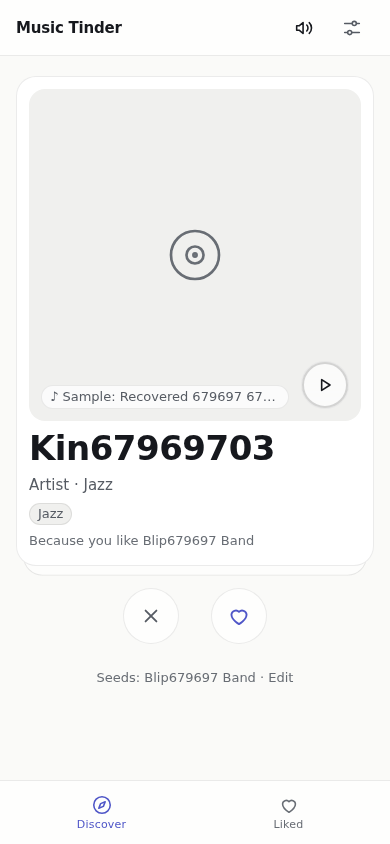 Music Tinder
♪ Sample: Recovered 679697 67…
Kin67969703
Artist · Jazz
Jazz
Because you like Blip679697 Band
Seeds: Blip679697 Band · Edit
Discover
Liked